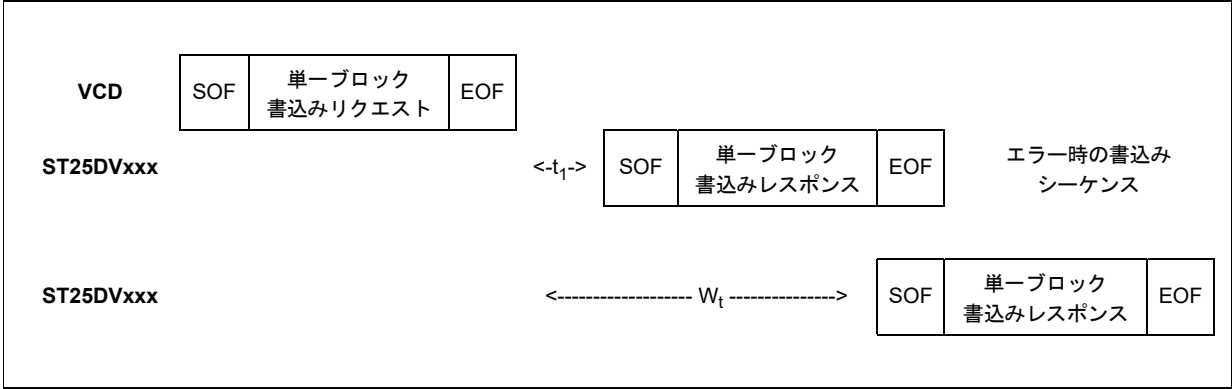 VCD SOF 単一ブロック EOF
書込みリクエスト
ST25DVxxx <-t1-> SOF 単一ブロック EOF エラー時の書込み
書込みレスポンス シーケンス
ST25DVxxx <------------------- Wt ---------------> SOF 単一ブロック EOF
書込みレスポンス